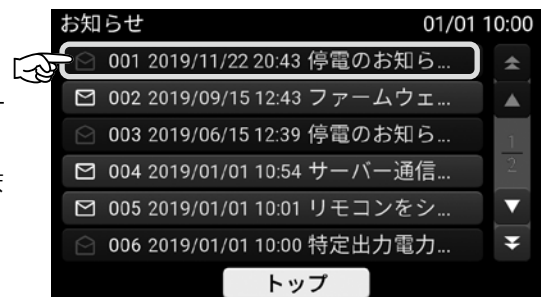 お知らせ 01/01 10:00
001 2019/11/22 20:43 停電のお知ら...
002 2019/09/15 12:43 ファームウェ...
003 2019/06/15 12:39 停電のお知ら...
004 2019/01/01 10:54 サーバー通信...
005 2019/01/01 10:01 リモコンをシ...
006 2019/01/01 10:00 特定出力電力...
1
2
トップ